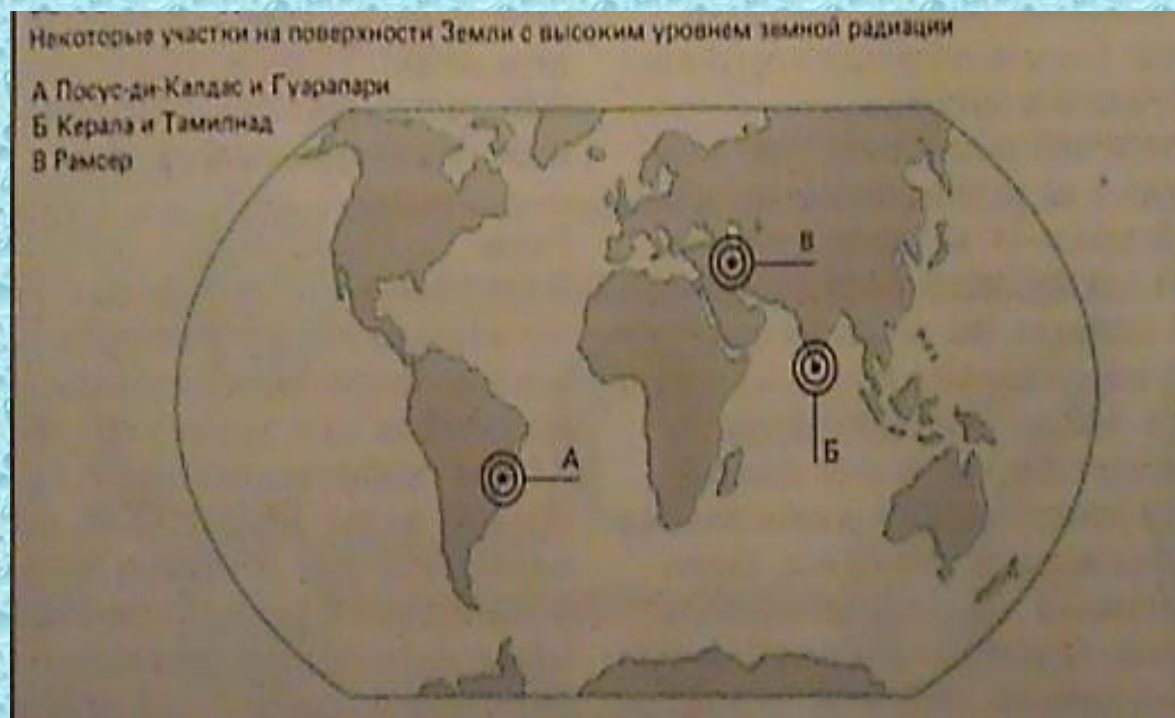 Некоторые участки на поверхности Земли с высоким уровнем земной радиации
А Посус-ди-Калдас и Гуарапари
Б Керала и Тамилнад
В Рамсер
В
Б
А